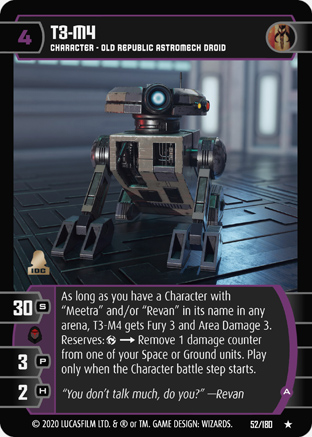 4
T3-M4
CHARACTER - OLD REPUBLIC ASTROMECH DROID
IDC
30 S
3 P
2 H
As long as you have a Character with
"Meetra" and/or "Revan" in its name in any
arena, T3-M4 gets Fury 3 and Area Damage 3.
Reserves: → Remove 1 damage counter
from one of your Space or Ground units. Play
only when the Character battle step starts.
"You don't talk much, do you?" —Revan
A
© 2020 LUCASFILM LTD. & ® or TM. GAME DESIGN: WIZARDS.
52/180 ★